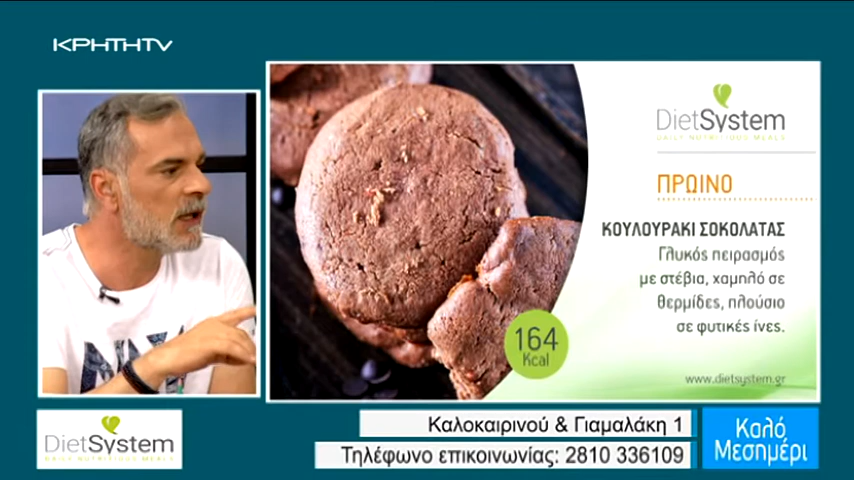 ΚΡΗΤΗTV
DietSystem
DAILY NUTRITIOUS MEALS
ΠΡΩΙΝΟ
ΚΟΥΛΟΥΡΑΚΙ ΣΟΚΟΛΑΤΑΣ
Γλυκός πειρασμός
με στέβια, χαμηλό σε
θερμίδες, πλούσιο
σε φυτικές ίνες.
164
Kcal
www.dietsystem.gr
DietSystem
DAILY NUTRITIOUS MEALS
Καλοκαιρινού & Γιαμαλάκη 1
Τηλέφωνο επικοινωνίας: 2810 336109
Καλό
Μεσημέρι